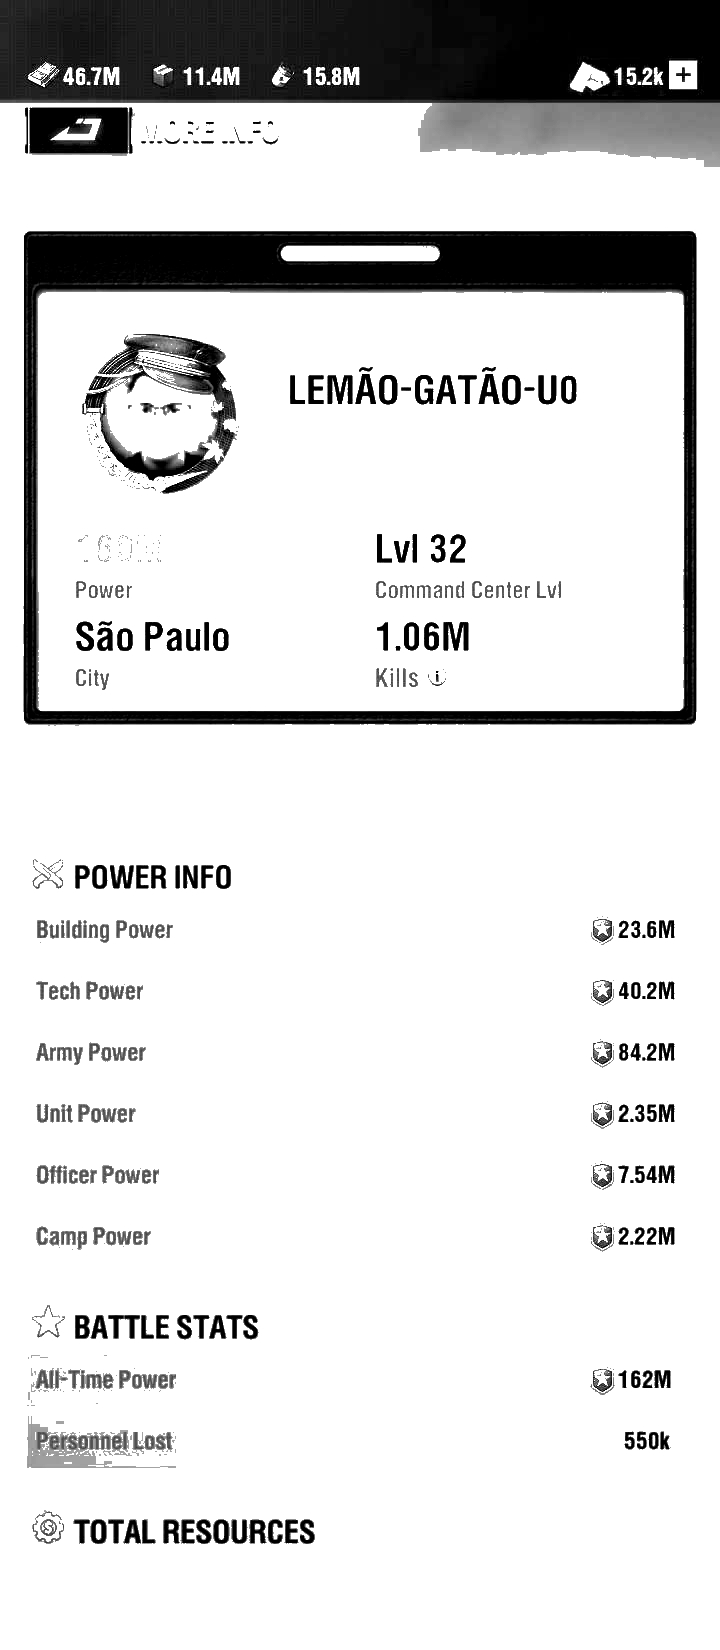 46.7M 11.4M 15.8M 15.2k +
MORE INFO
LEMÃO-GATÃO-U0
160M Lvl 32
Power Command Center Lvl
São Paulo 1.06M
City Kills
POWER INFO
Building Power 23.6M
Tech Power 40.2M
Army Power 84.2M
Unit Power 2.35M
Officer Power 7.54M
Camp Power 2.22M
BATTLE STATS
All-Time Power 162M
Personnel Lost 550k
TOTAL RESOURCES